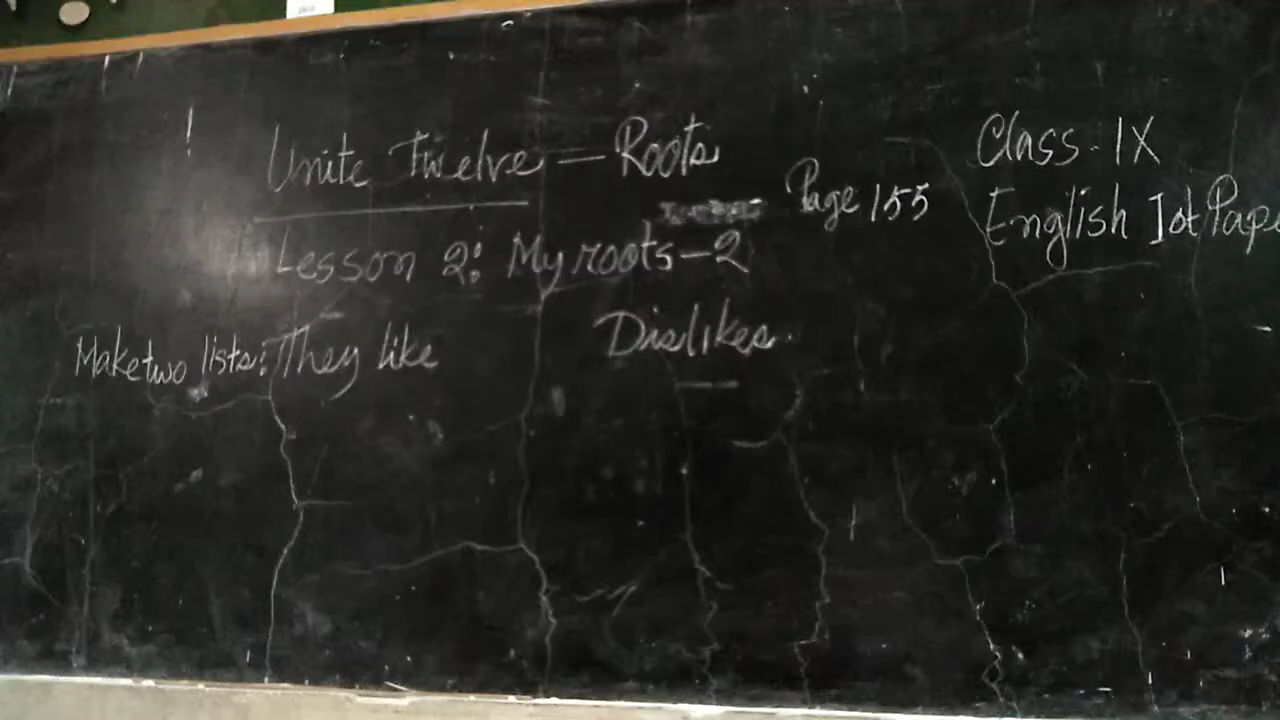 Unite Twelve — Roots
Class - IX
Page 155
English Ist Pape
Lesson 2: My roots - 2
Make two lists: They like
Dislikes.